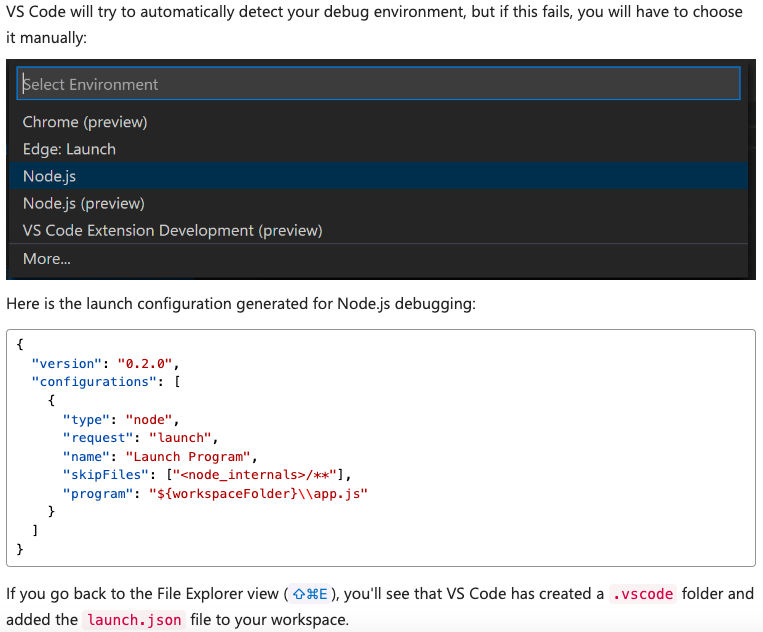 VS Code will try to automatically detect your debug environment, but if this fails, you will have to choose
it manually:
Select Environment
Chrome (preview)
Edge: Launch
Node.js
Node.js (preview)
VS Code Extension Development (preview)
More...
Here is the launch configuration generated for Node.js debugging:
{
  "version": "0.2.0",
  "configurations": [
    {
      "type": "node",
      "request": "launch",
      "name": "Launch Program",
      "skipFiles": ["<node_internals>/**"],
      "program": "${workspaceFolder}\\app.js"
    }
  ]
}
If you go back to the File Explorer view (⇧⌘E), you'll see that VS Code has created a .vscode folder and
added the launch.json file to your workspace.